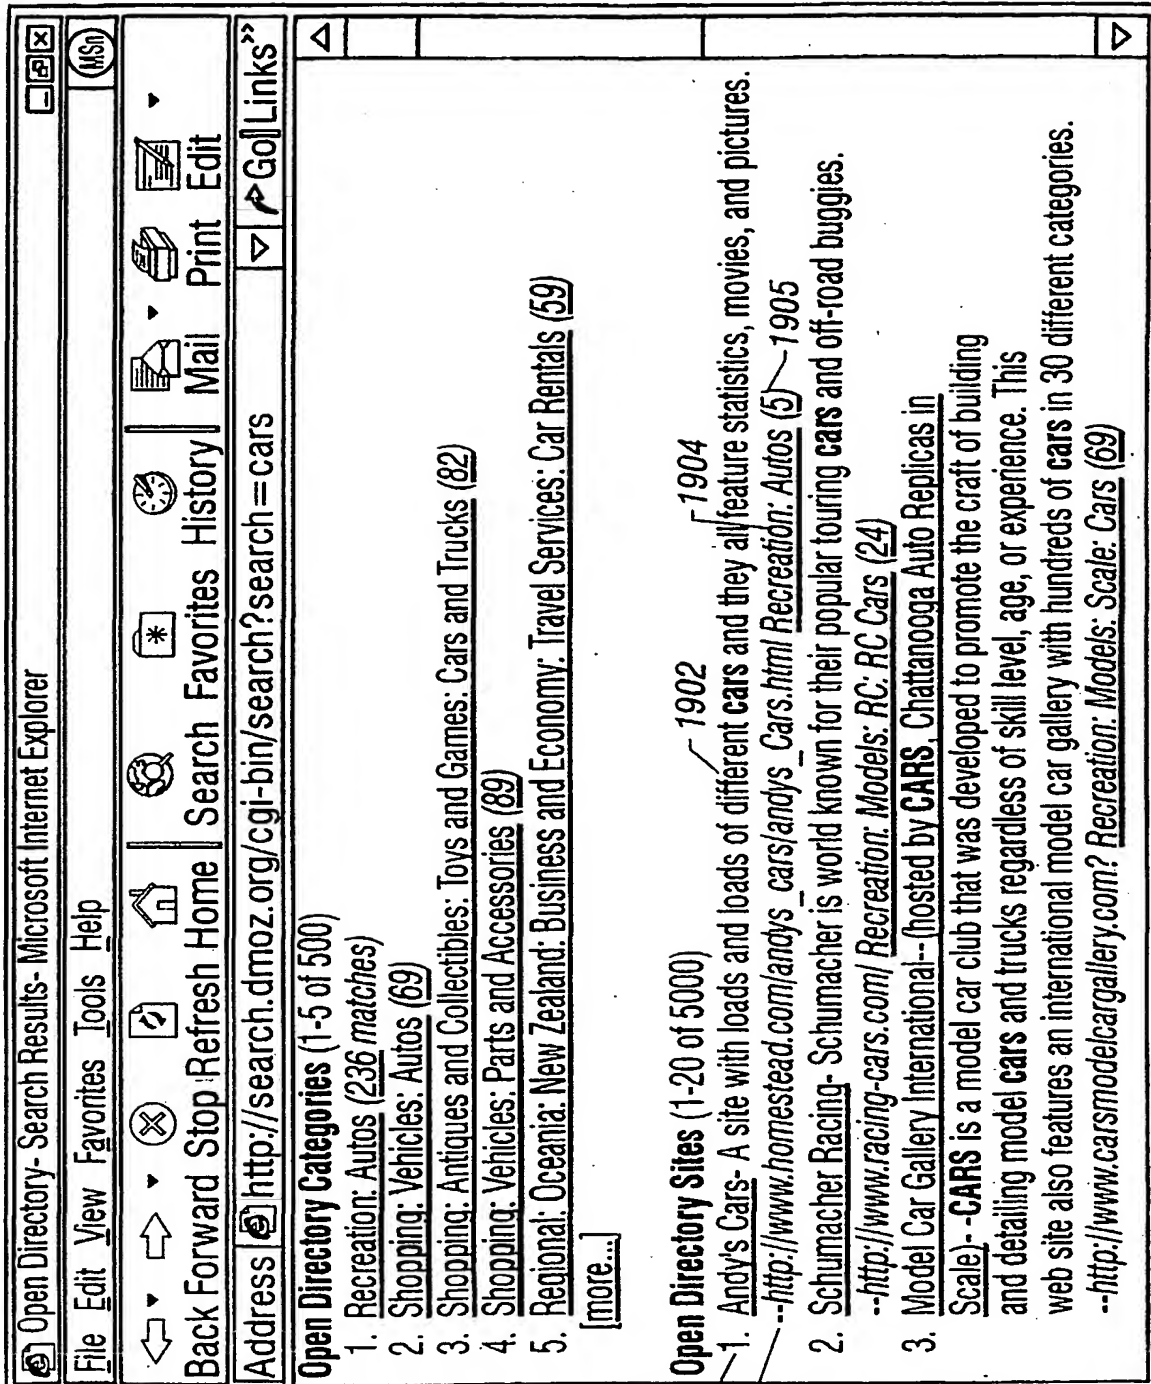 Open Directory- Search Results- Microsoft Internet Explorer
File Edit View Favorites Tools Help
MSn
Back Forward Stop Refresh Home Search Favorites History Mail Print Edit
Address http://search.dmoz.org/cgi-bin/search?search=cars Go Links”
Open Directory Categories (1-5 of 500)
1. Recreation: Autos (236 matches)
2. Shopping: Vehicles: Autos (69)
3. Shopping: Antiques and Collectibles: Toys and Games: Cars and Trucks (82)
4. Shopping: Vehicles: Parts and Accessories (89)
5. Regional: Oceania: New Zealand: Business and Economy: Travel Services: Car Rentals (59)
[more...]
1902
1904
Open Directory Sites (1-20 of 5000)
1. Andy's Cars- A site with loads and loads of different cars and they all feature statistics, movies, and pictures.
--http://www.homestead.com/andys_cars/andys_Cars.html Recreation: Autos (5) 1905
2. Schumacher Racing- Schumacher is world known for their popular touring cars and off-road buggies.
--http://www.racing-cars.com/ Recreation: Models: RC: RC Cars (24)
3. Model Car Gallery International--(hosted by CARS, Chattanooga Auto Replicas in
Scale)- -CARS is a model car club that was developed to promote the craft of building
and detailing model cars and trucks regardless of skill level, age, or experience. This
web site also features an international model car gallery with hundreds of cars in 30 different categories.
--http://www.carsmodelcargallery.com? Recreation: Models: Scale: Cars (69)